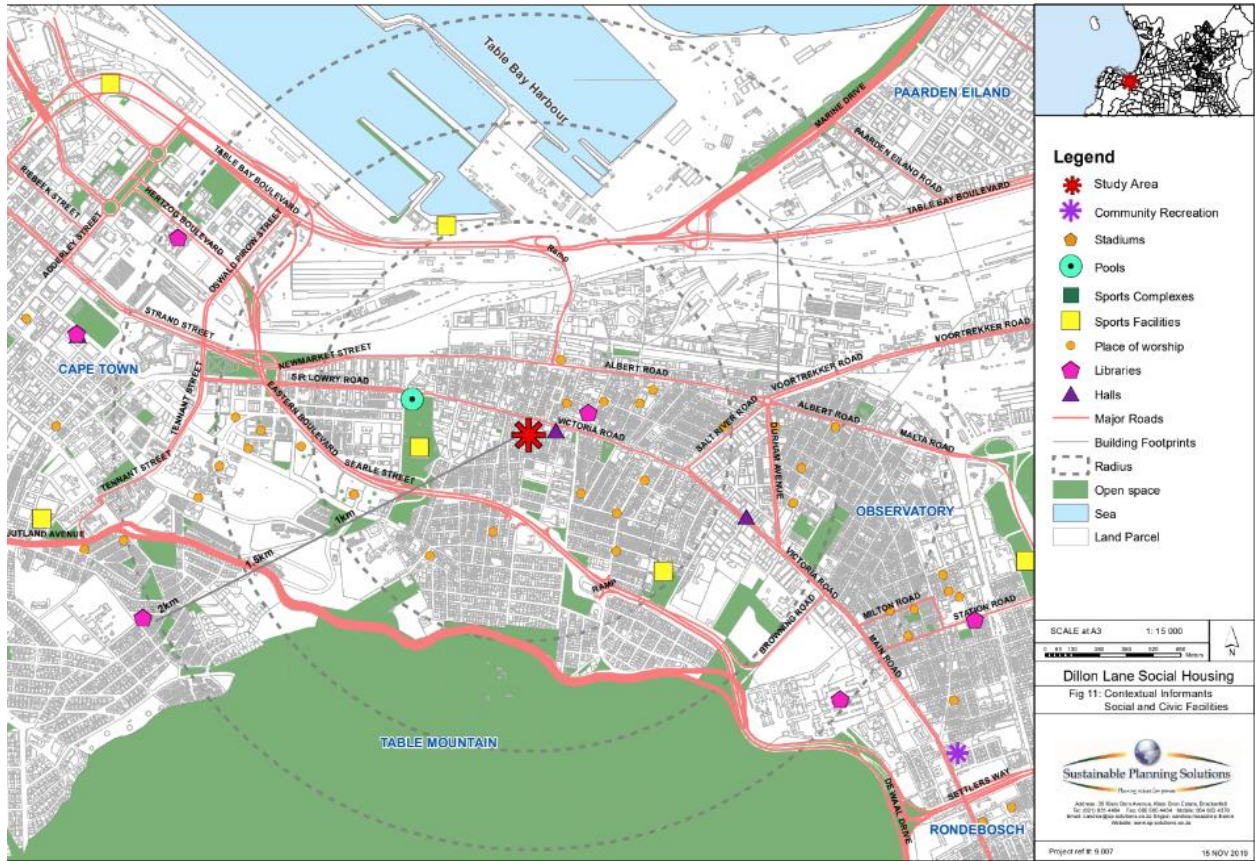 Table Bay Harbour
PAARDEN EILAND
MARINE DRIVE
PAARDEN EILAND ROAD
TABLE BAY BOULEVARD
TABLE BAY BOULEVARD
RIEBEEK STREET
ADDERLEY STREET
HERTZOG BOULEVARD
OSWALD PIROW STREET
Ramp
STRAND STREET
CAPE TOWN
NEWMARKET STREET
SIR LOWRY ROAD
ALBERT ROAD
VOORTREKKER ROAD
VOORTREKKER ROAD
TENNANT STREET
EASTERN BOULEVARD
VICTORIA ROAD
SALT RIVER ROAD
ALBERT ROAD
MALTA ROAD
DURHAM AVENUE
TENNANT STREET
SEARLE STREET
1km
OBSERVATORY
1.5km
2km
RAMP
VICTORIA ROAD
BROWNING ROAD
MILTON ROAD
STATION ROAD
MAIN ROAD
TABLE MOUNTAIN
DE WAAL DRIVE
SETTLERS WAY
RONDEBOSCH
Legend
Study Area
Community Recreation
Stadiums
Pools
Sports Complexes
Sports Facilities
Place of worship
Libraries
Halls
Major Roads
Building Footprints
Radius
Open space
Sea
Land Parcel
SCALE at A3 1: 15 000
Meters
N
Dillon Lane Social Housing
Fig 11: Contextual Informants
Social and Civic Facilities
Sustainable Planning Solutions
Project ref #: 9.007 15 NOV 2019